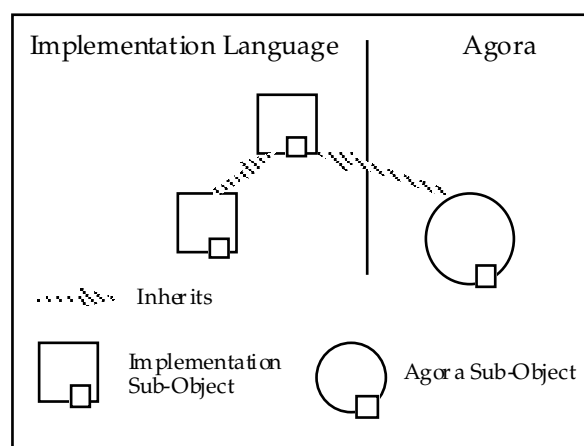 Implementation Language
Agora
Inherits
Implementation
Sub-Object
Agora Sub-Object